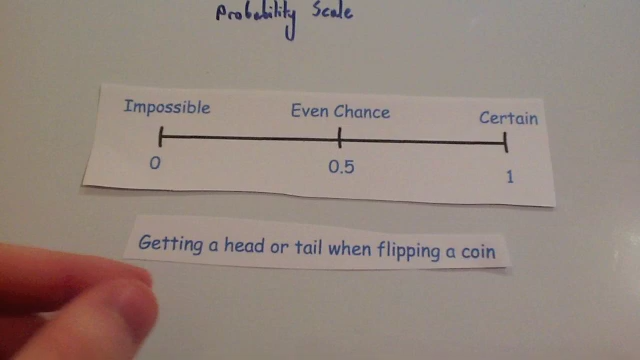 Probability Scale
Impossible Even Chance Certain
0 0.5 1
Getting a head or tail when flipping a coin